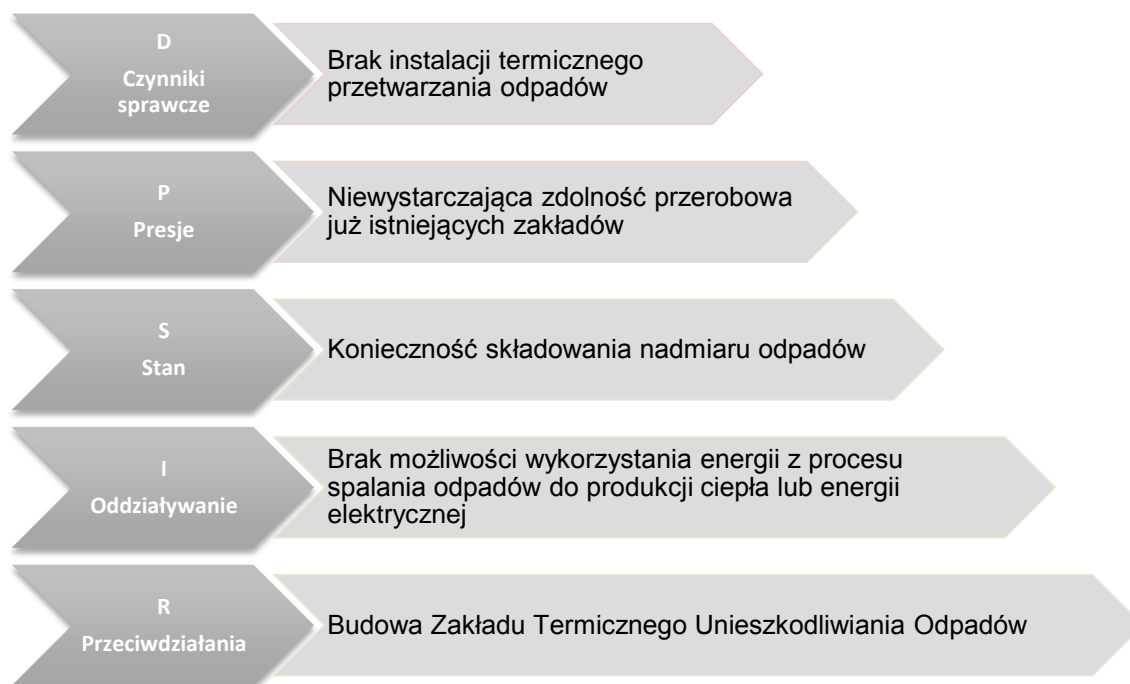 D
Czynniki
sprawcze
Brak instalacji termicznego
przetwarzania odpadów
P
Presje
Niewystarczająca zdolność przerobowa
już istniejących zakładów
S
Stan
Konieczność składowania nadmiaru odpadów
I
Oddziaływanie
Brak możliwości wykorzystania energii z procesu
spalania odpadów do produkcji ciepła lub energii
elektrycznej
R
Przeciwdziałania
Budowa Zakładu Termicznego Unieszkodliwiania Odpadów